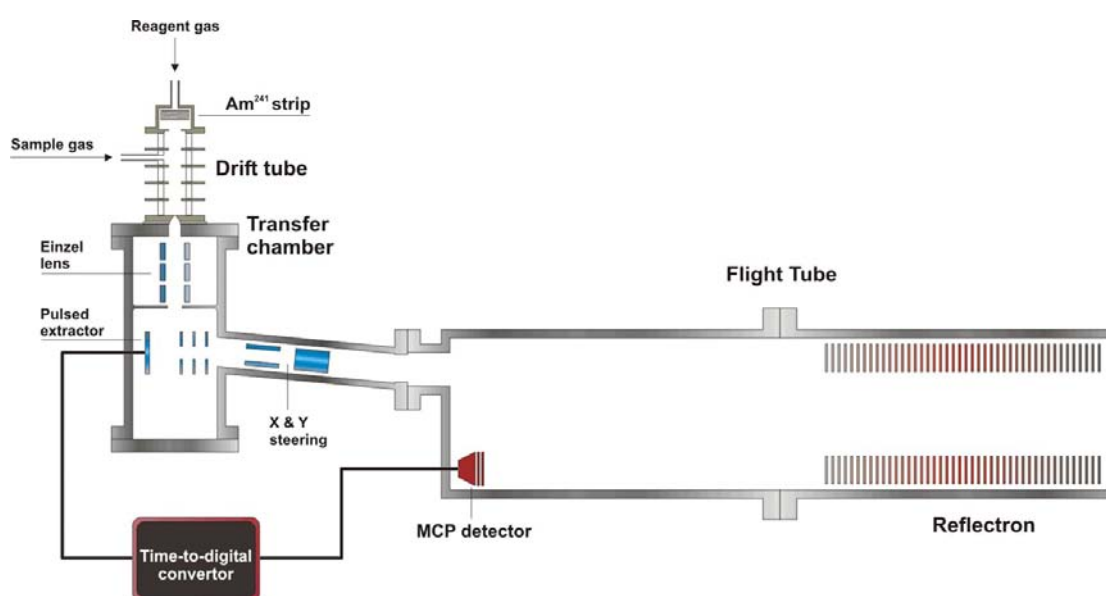 Reagent gas
Am²⁴¹ strip
Sample gas
Drift tube
Transfer
chamber
Einzel
lens
Flight Tube
Pulsed
extractor
X & Y
steering
MCP detector
Reflectron
Time-to-digital
convertor